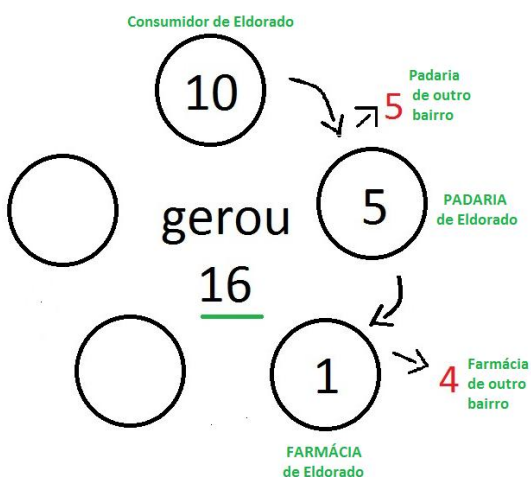 Consumidor de Eldorado
10
5
Padaria
de outro
bairro
5
PADARIA
de Eldorado
gerou
16
1
4
Farmácia
de outro
bairro
FARMÁCIA
de Eldorado